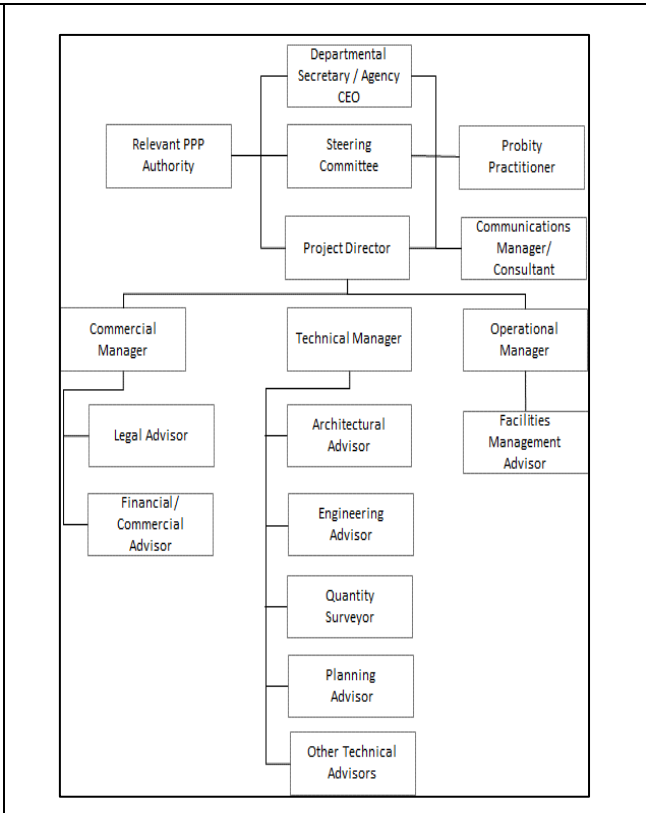 Departmental
Secretary / Agency
CEO
Relevant PPP
Authority
Steering
Committee
Probity
Practitioner
Project Director
Communications
Manager/
Consultant
Commercial
Manager
Technical Manager
Operational
Manager
Legal Advisor
Financial/
Commercial
Advisor
Architectural
Advisor
Engineering
Advisor
Quantity
Surveyor
Planning
Advisor
Other Technical
Advisors
Facilities
Management
Advisor